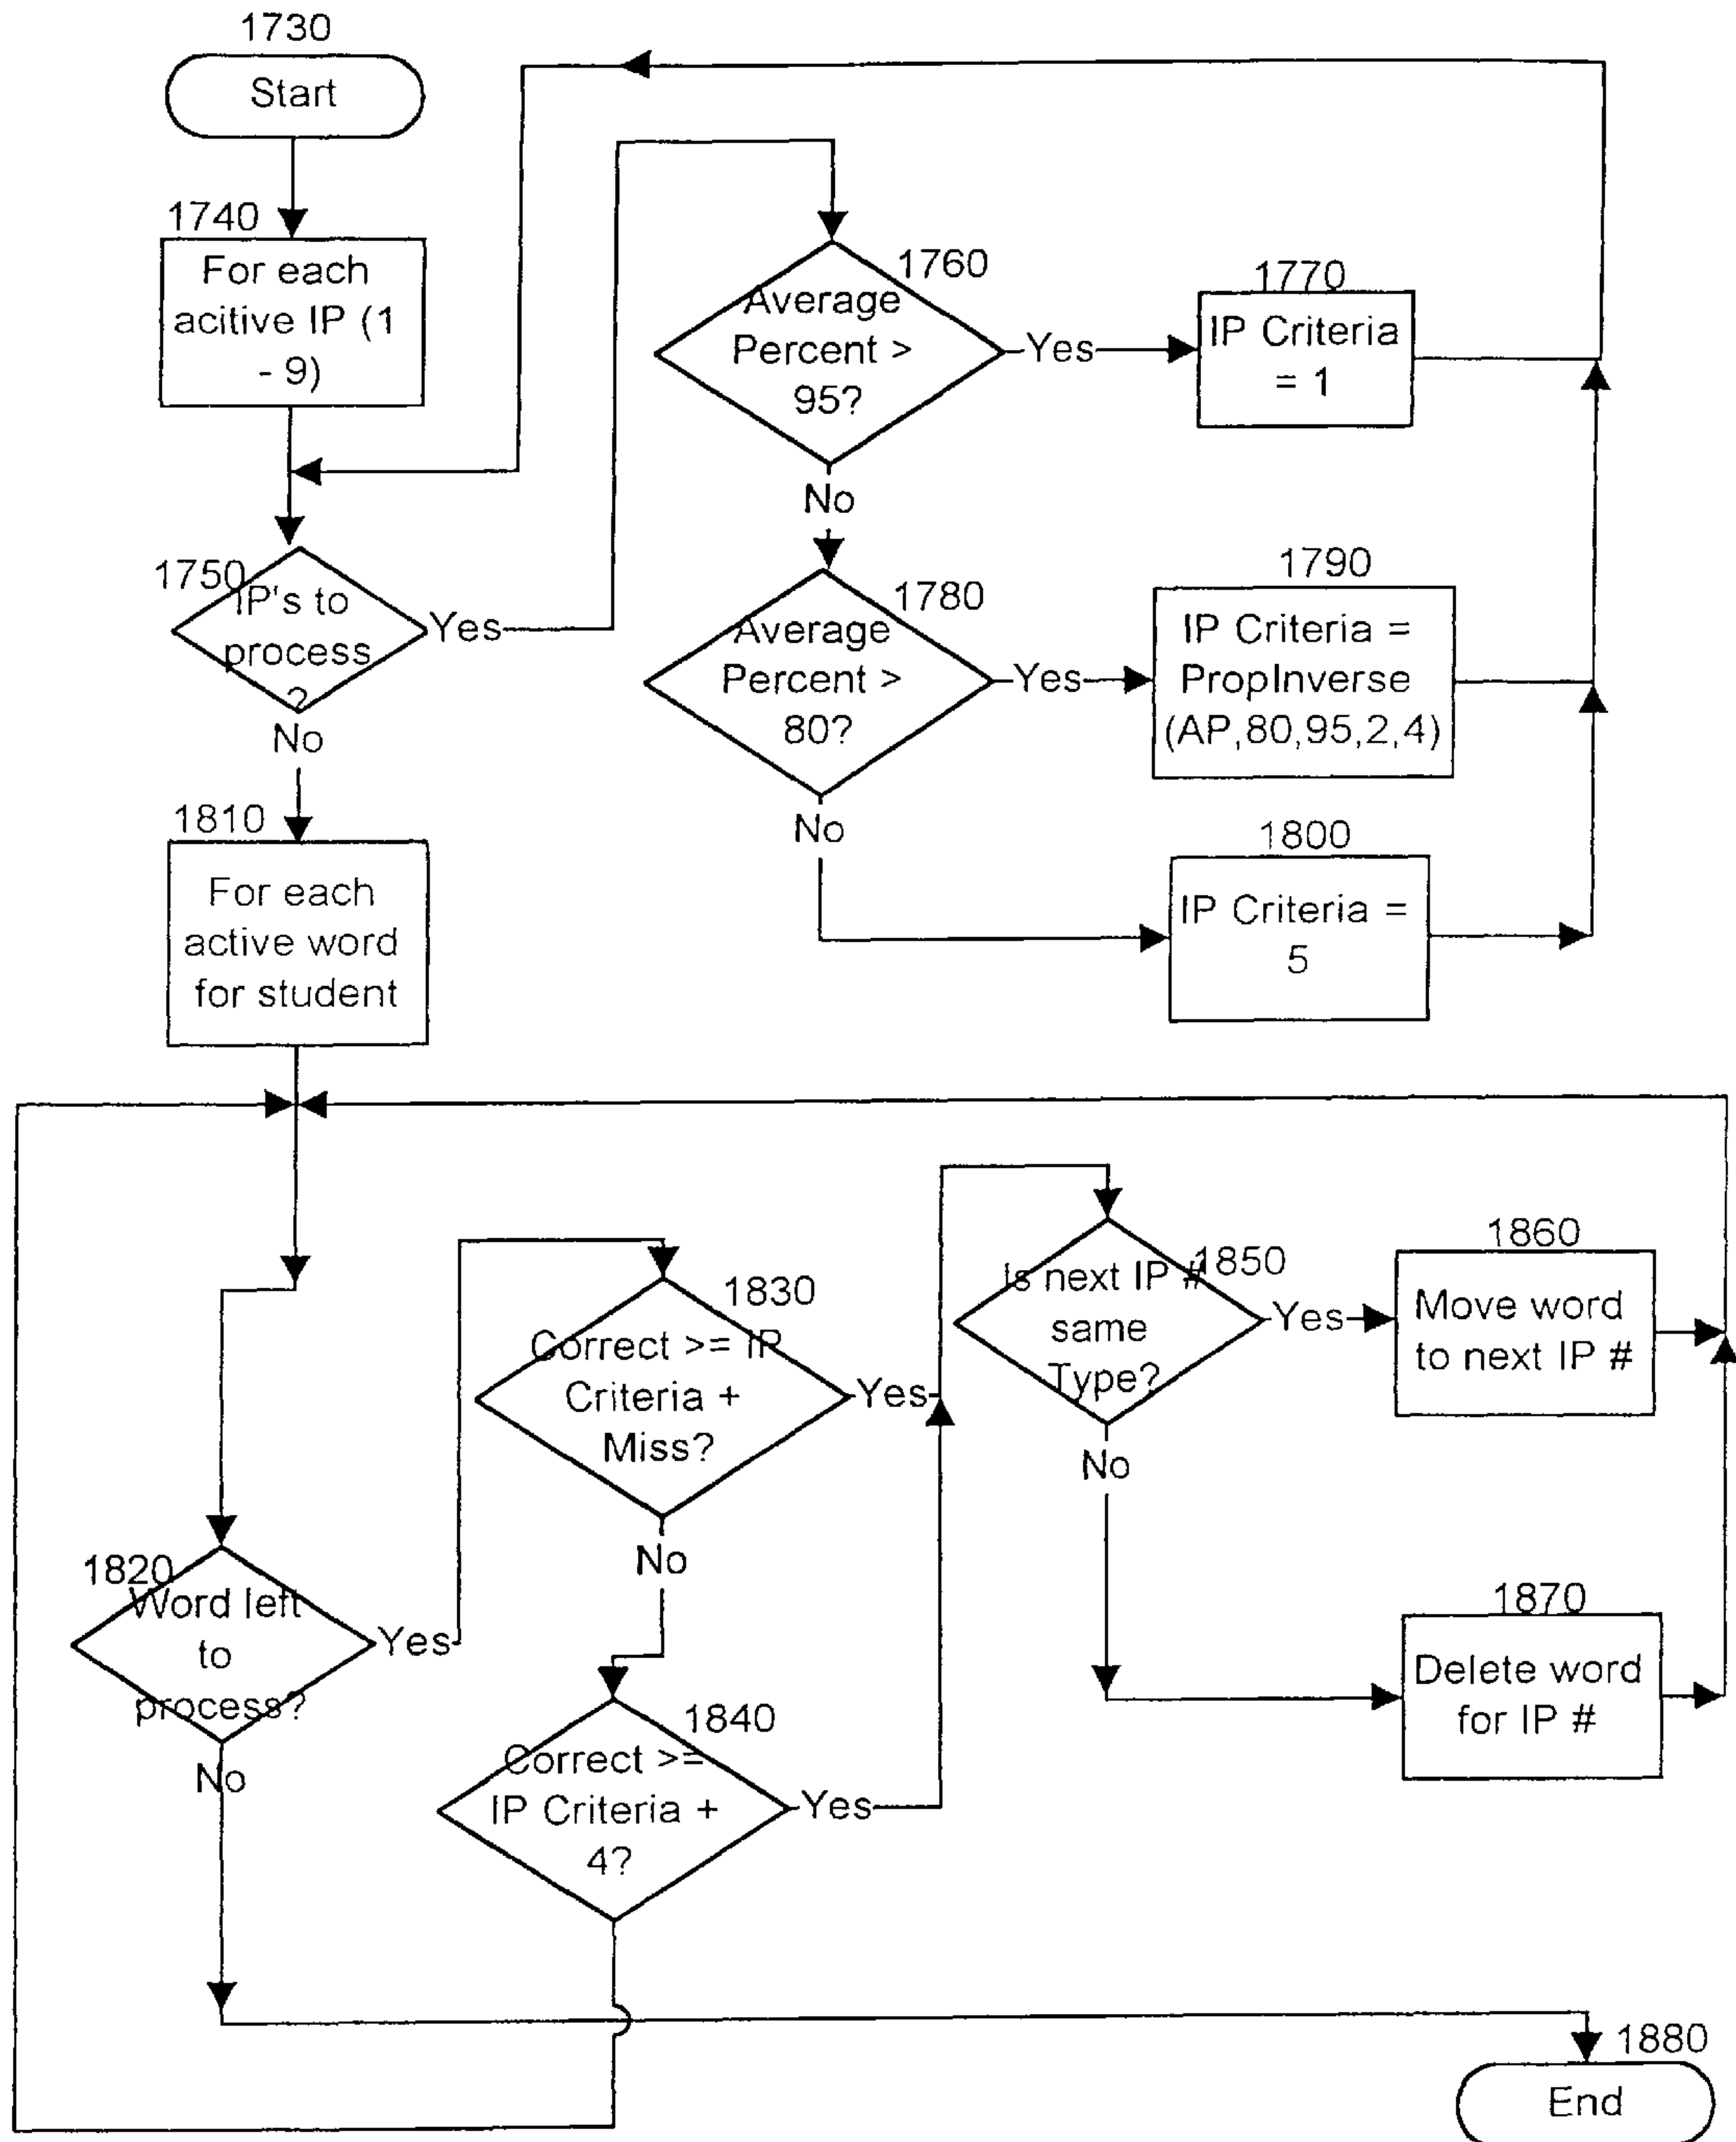 1730
Start
1740
For each
acitive IP (1
- 9)
1750
IP's to
process
?
Yes
No
1760
Average
Percent >
95?
Yes
No
1770
IP Criteria
= 1
1780
Average
Percent >
80?
Yes
No
1790
IP Criteria =
PropInverse
(AP,80,95,2,4)
1800
IP Criteria =
5
1810
For each
active word
for student
1820
Word left
to
process?
Yes
No
1830
Correct >= IP
Criteria +
Miss?
Yes
No
1840
Correct >=
IP Criteria +
4?
Yes
1850
Is next IP #
same
Type?
Yes
No
1860
Move word
to next IP #
1870
Delete word
for IP #
1880
End